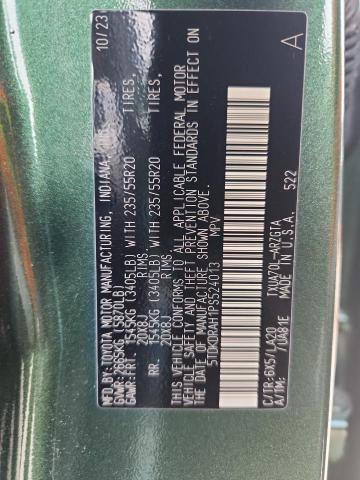 MFD.BY:TOYOTA MOTOR MANUFACTURING, INDIANA, 10/23
GVWR:2665KG (5870LB)
GAWR:FRT. 1545KG (3405LB) WITH 235/55R20 TIRES,
20X8J RIMS
RR. 1545KG (3405LB) WITH 235/55R20 TIRES,
20X8J RIMS
THIS VEHICLE CONFORMS TO ALL APPLICABLE FEDERAL MOTOR
VEHICLE SAFETY AND THEFT PREVENTION STANDARDS IN EFFECT ON
THE DATE OF MANUFACTURE SHOWN ABOVE.
5TDKDRAH1PS524013 MPV
A
C/TR:6X5/LA20 TXUA70L-ARZGTA
A/TM: /UA81E MADE IN U.S.A. 522